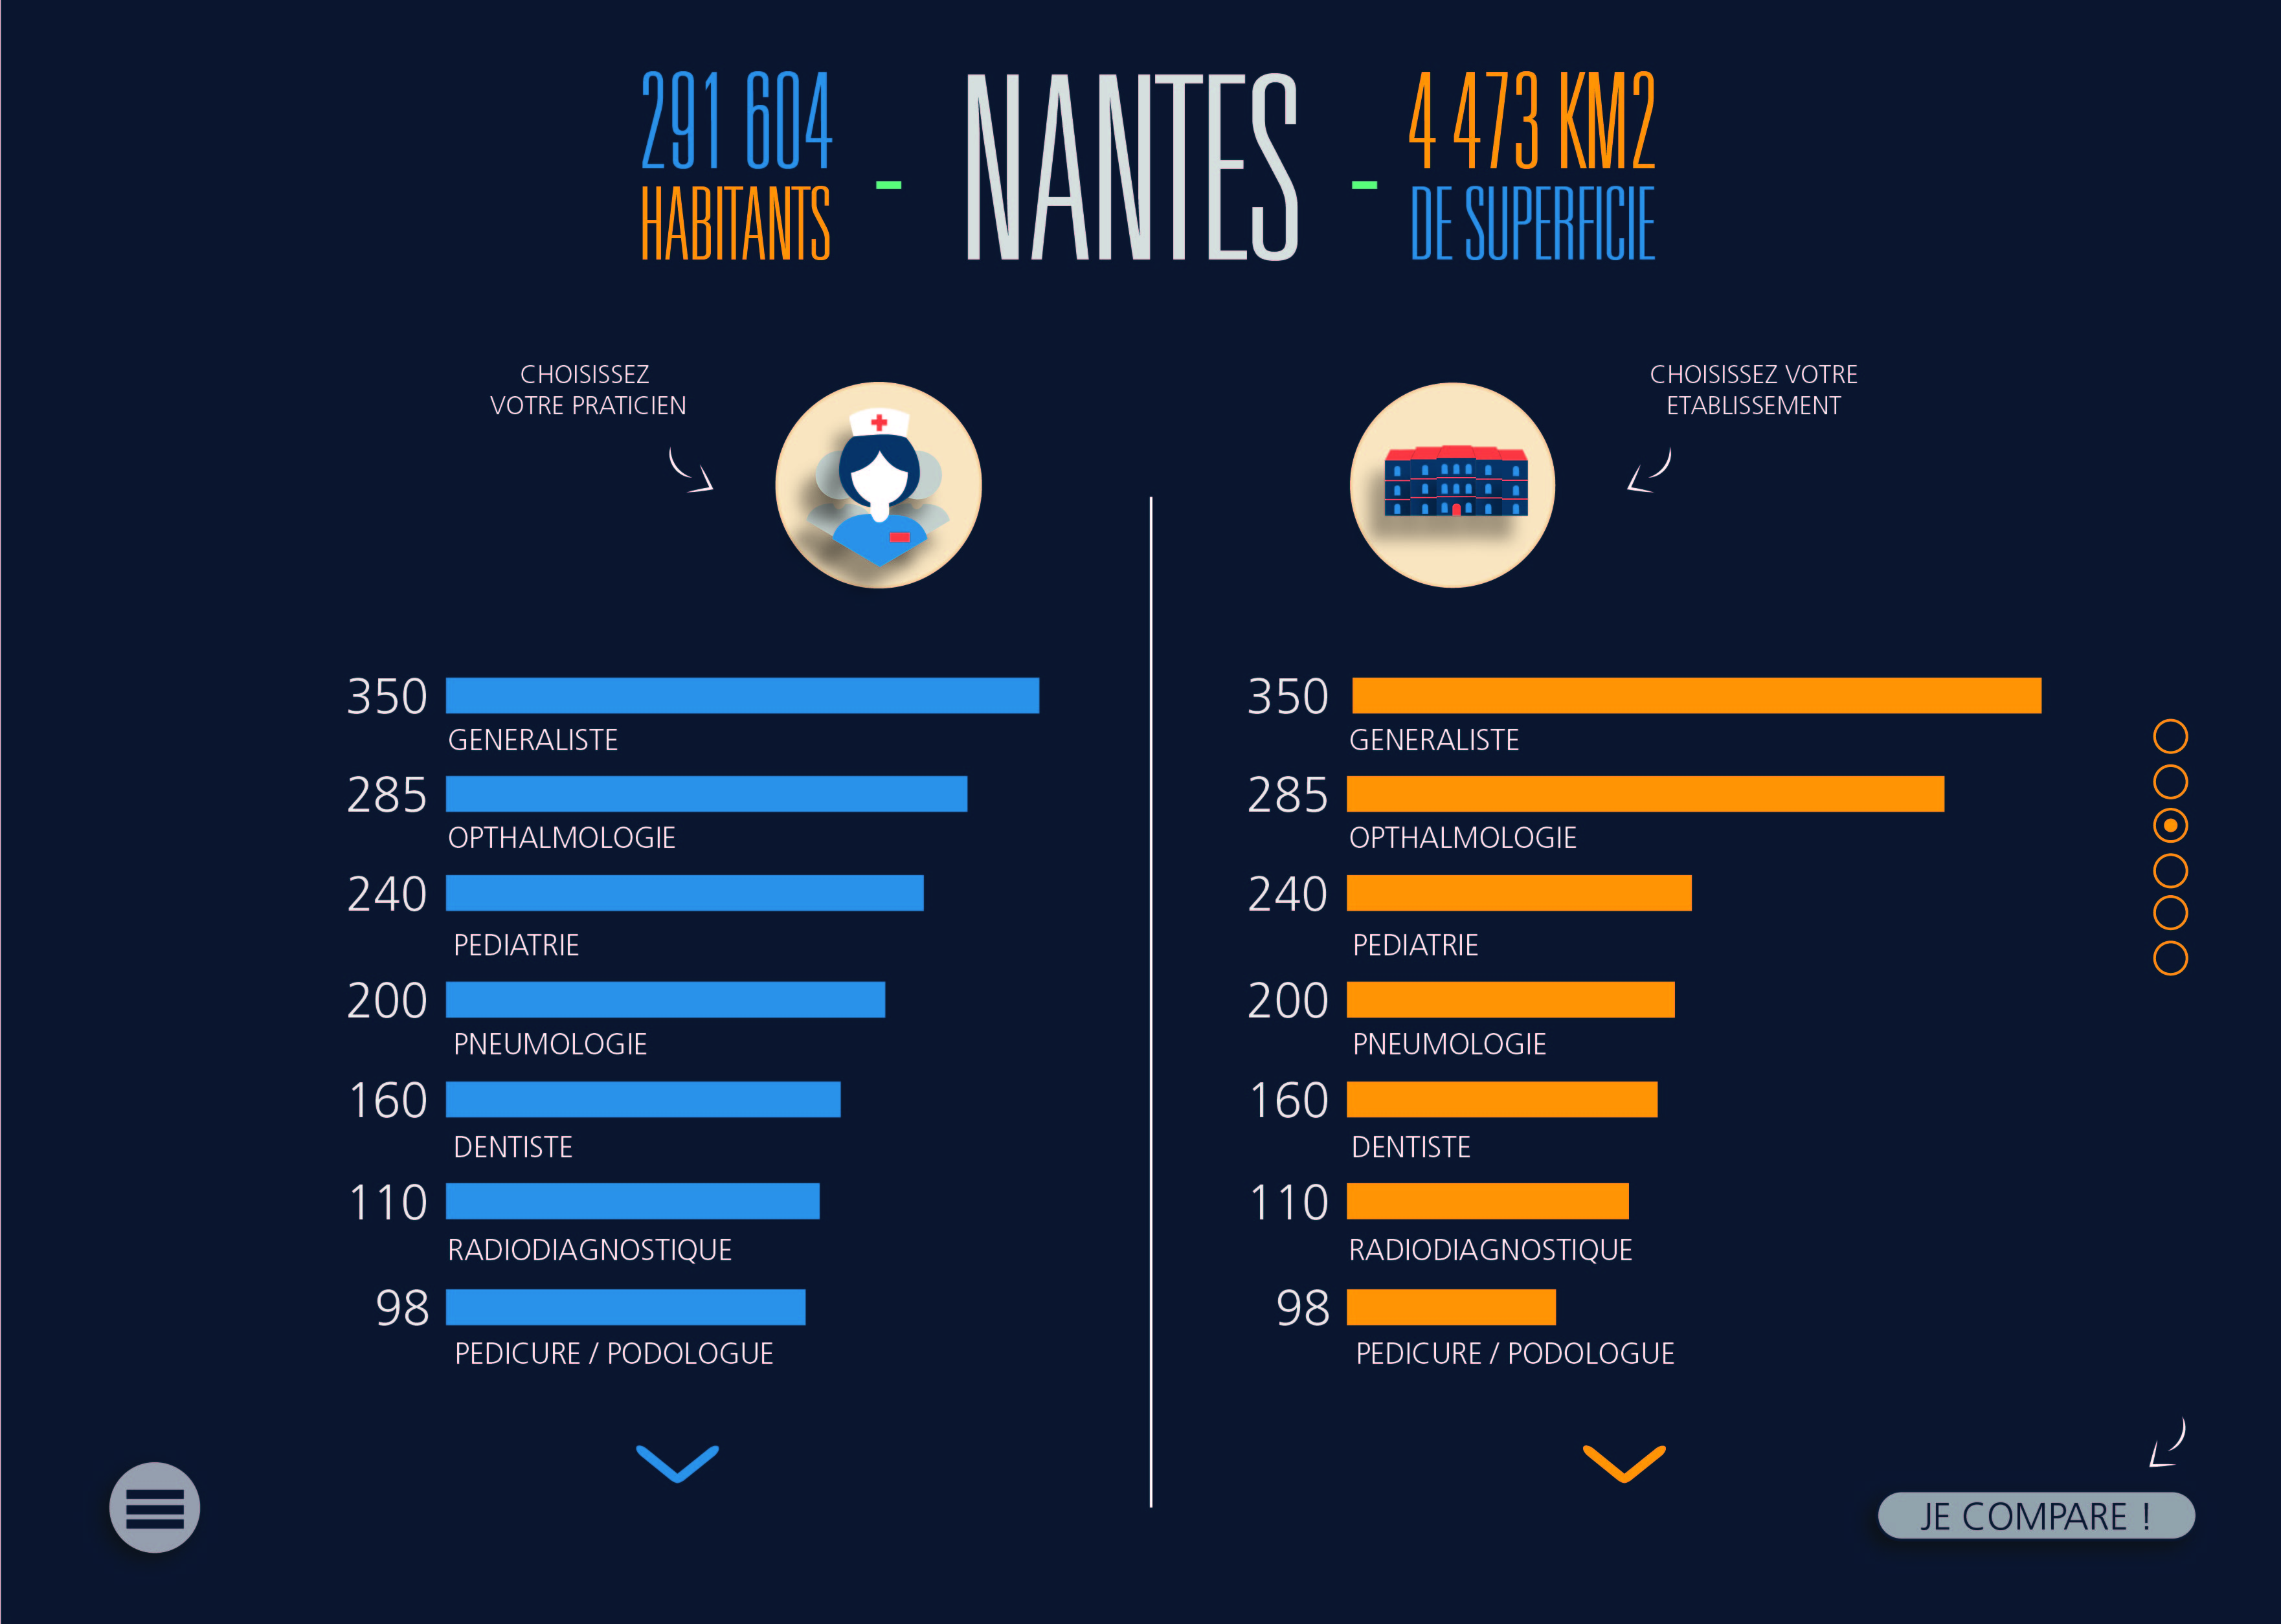 291 604
HABITANTS
- NANTES -
4 473 KM2
DE SUPERFICIE
CHOISISSEZ
VOTRE PRATICIEN
CHOISISSEZ VOTRE
ETABLISSEMENT
350
GENERALISTE
285
OPTHALMOLOGIE
240
PEDIATRIE
200
PNEUMOLOGIE
160
DENTISTE
110
RADIODIAGNOSTIQUE
98
PEDICURE / PODOLOGUE
350
GENERALISTE
285
OPTHALMOLOGIE
240
PEDIATRIE
200
PNEUMOLOGIE
160
DENTISTE
110
RADIODIAGNOSTIQUE
98
PEDICURE / PODOLOGUE
JE COMPARE !